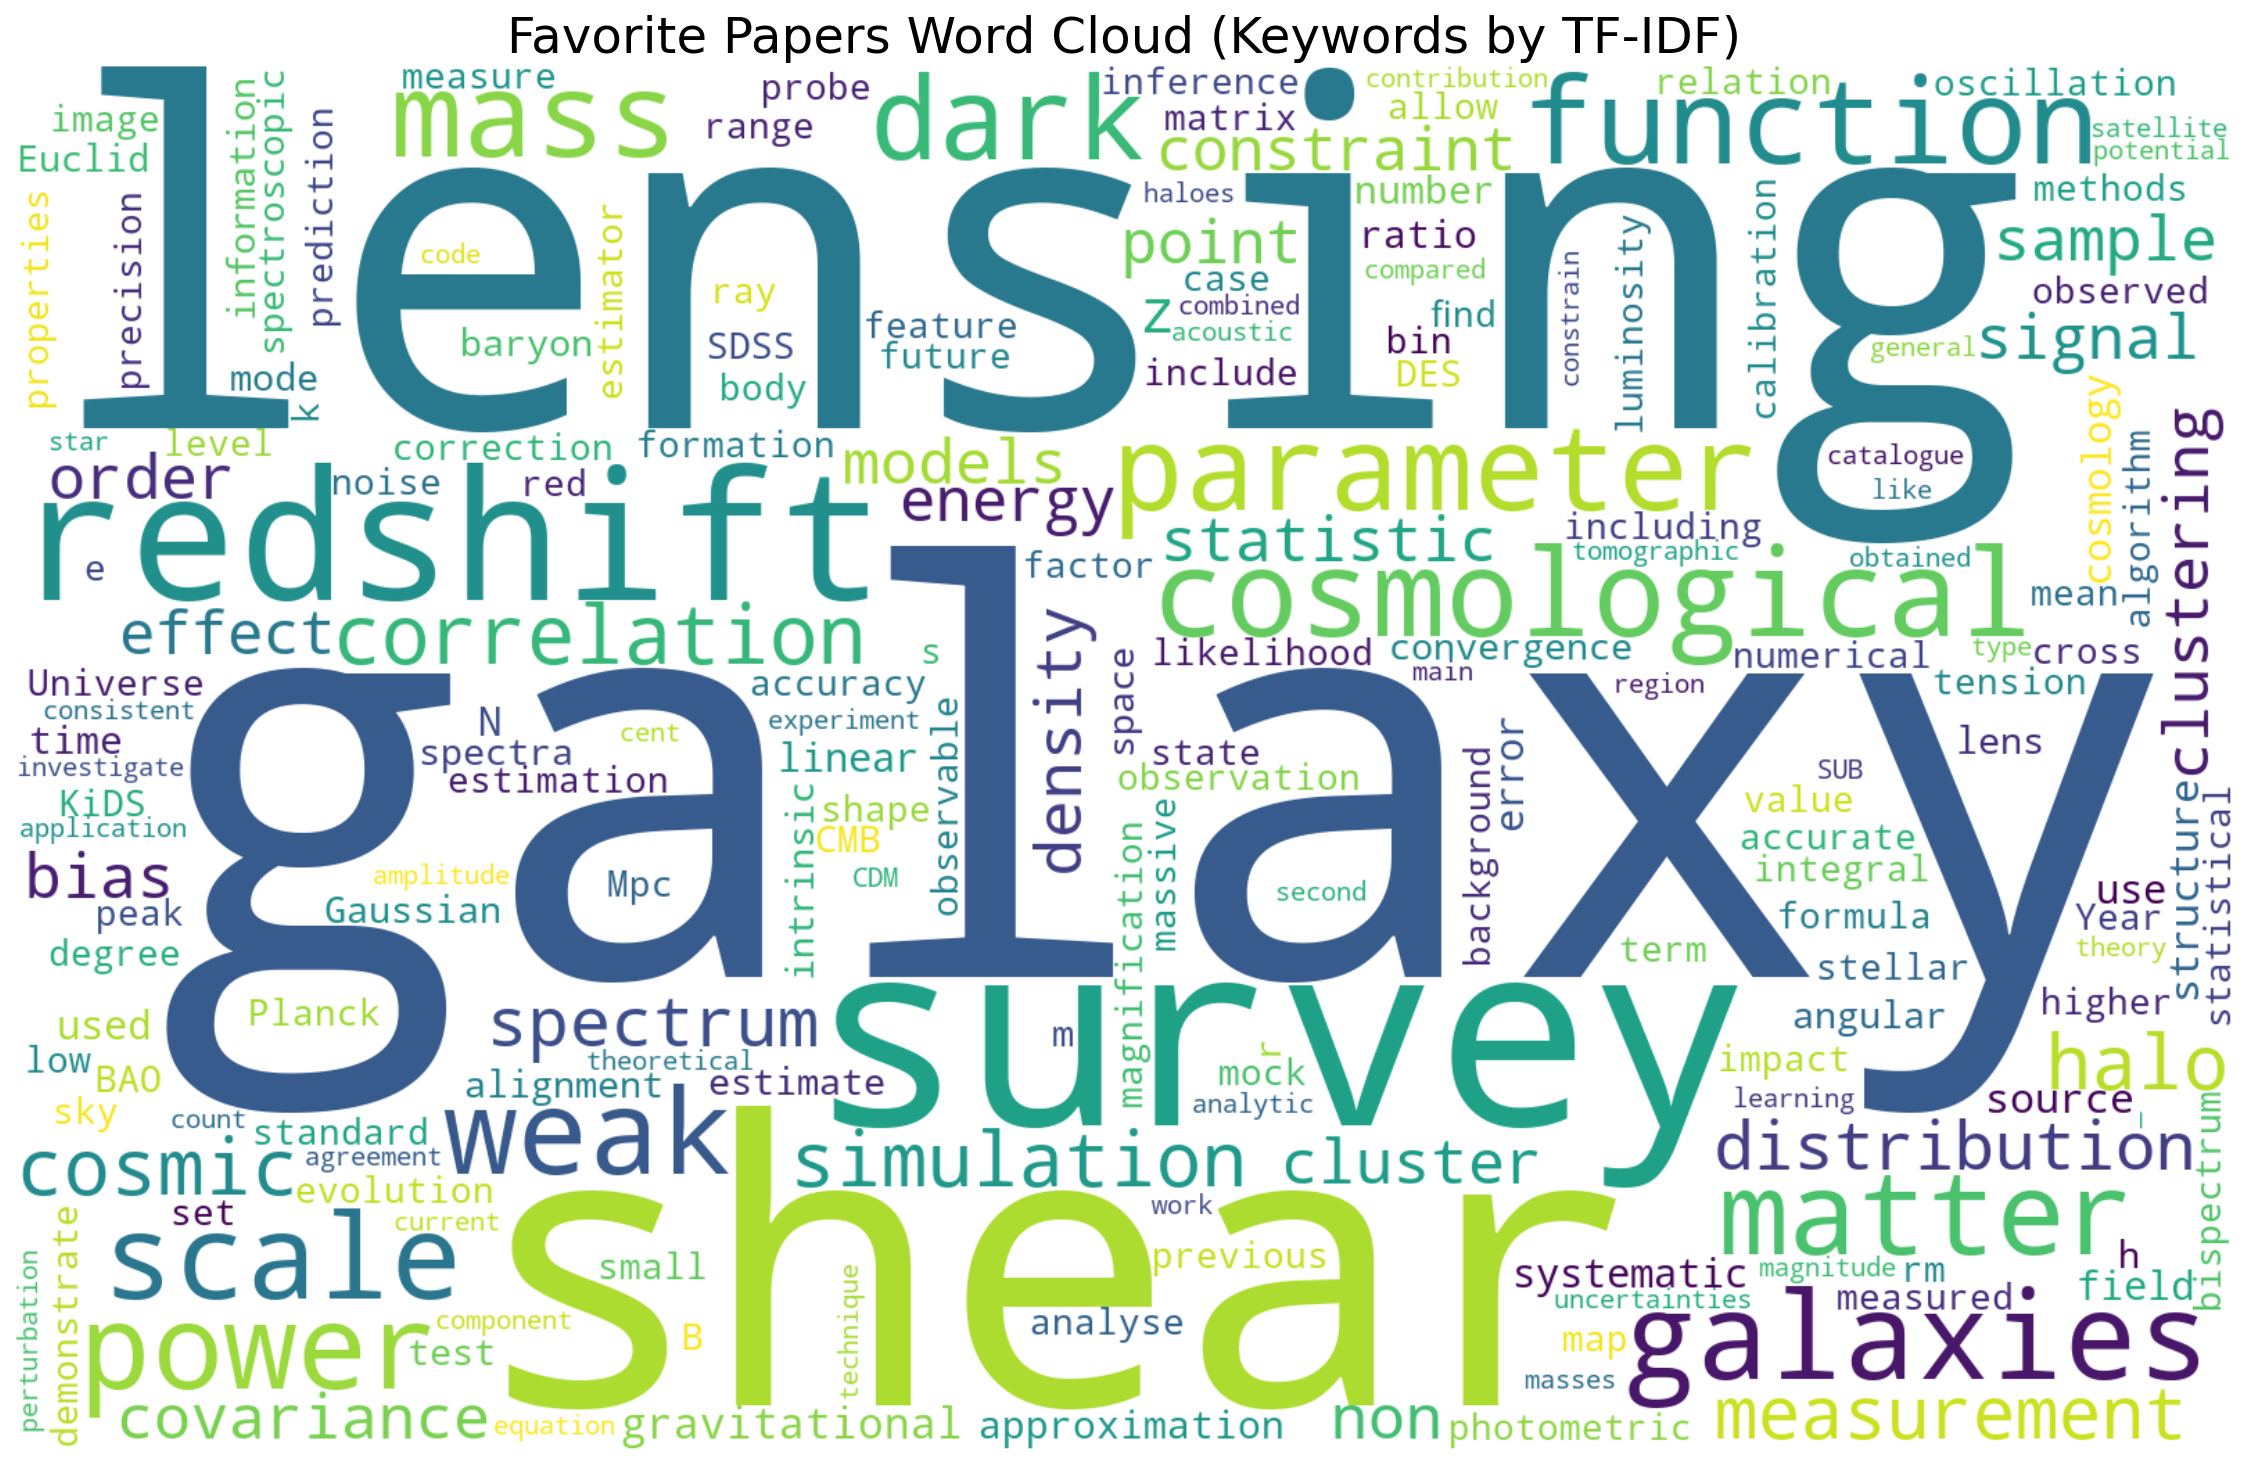 Favorite Papers Word Cloud (Keywords by TF-IDF)
lensing
galaxy
shear
survey
redshift
function
parameter
cosmological
mass
dark
constraint
measure
probe
range
inference
matrix
contribution
allow
relation
oscillation
satellite
potential
image
Euclid
information
spectroscopic
prediction
precision
properties
haloes
number
methods
point
ratio
sample
code
estimator
ray
case
compared
constrain
luminosity
calibration
observed
baryon
SDSS
feature
future
z
combined
acoustic
find
bin
general
signal
mode
k
body
include
DES
star
level
correction
formation
models
catalogue
like
cosmology
algorithm
clustering
order
noise
red
energy
statistic
including
tomographic
obtained
e
factor
mean
effect
correlation
s
density
space
likelihood
convergence
numerical
type
cross
Universe
consistent
accuracy
main
region
tension
time
N
experiment
cent
spectra
linear
state
lens
investigate
estimation
observable
observation
background
error
SUB
KiDS
application
intrinsic
shape
CMB
magnification
massive
value
accurate
integral
structure
statistical
bias
amplitude
Mpc
CDM
second
use
peak
Gaussian
formula
Year
degree
term
theory
stellar
Planck
used
spectrum
m
angular
higher
low
BAO
theoretical
alignment
estimate
r
mock
impact
halo
sky
count
analytic
learning
source
bispectrum
cosmic
standard
agreement
weak
simulation
cluster
distribution
evolution
set
current
work
matter
scale
demonstrate
perturbation
small
technique
previous
systematic
magnitude
rm
h
field
uncertainties
measured
power
component
test
B
analyse
map
galaxies
masses
covariance
equation
gravitational
approximation
non
photometric
measurement